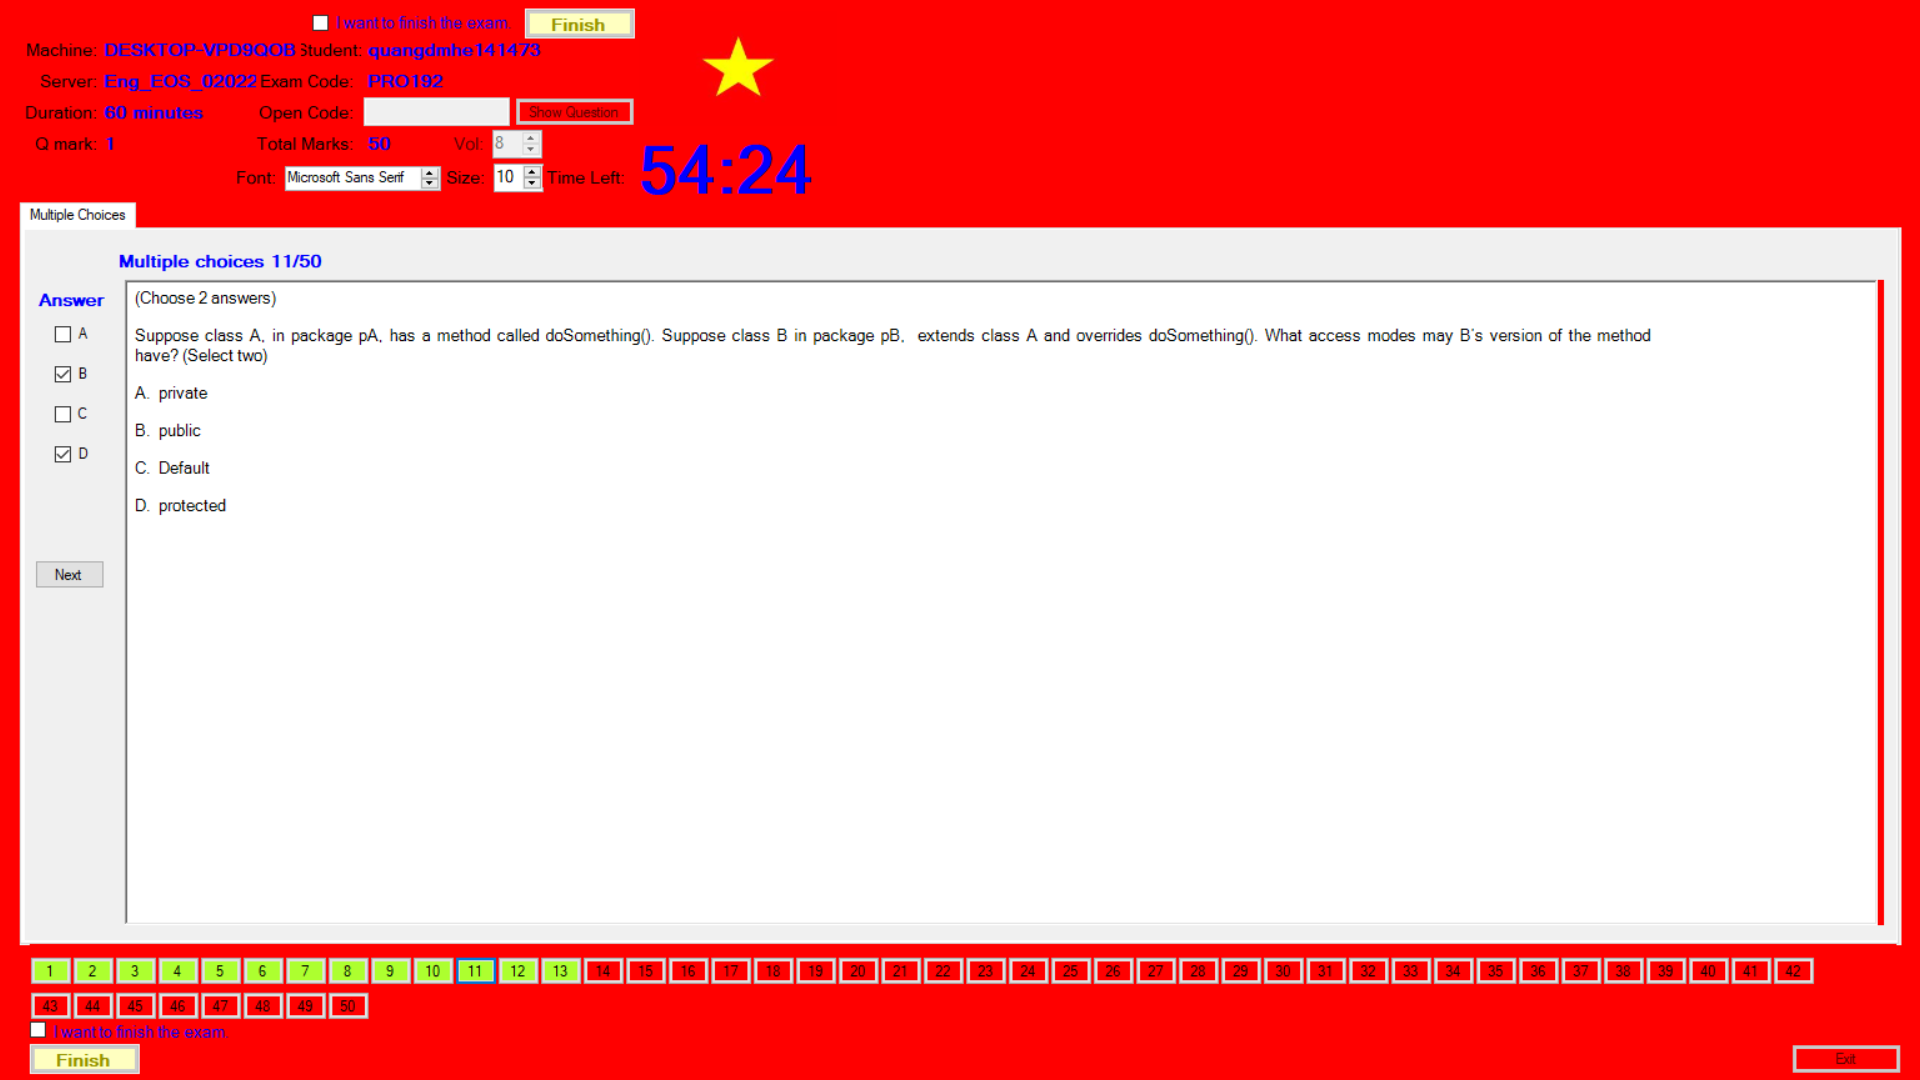 I want to finish the exam.
Finish
Machine: DESKTOP-VPD9QOB Student: quangdmhe141473
Server: Eng_EOS_02022 Exam Code: PRO192
Duration: 60 minutes Open Code: Show Question
Q mark: 1 Total Marks: 50 Vol: 8
Font: Microsoft Sans Serif Size: 10 Time Left: 54:24
Multiple Choices
Multiple choices 11/50
Answer
A
B
C
D
Next
(Choose 2 answers)
Suppose class A, in package pA, has a method called doSomething(). Suppose class B in package pB, extends class A and overrides doSomething(). What access modes may B's version of the method
have? (Select two)
A. private
B. public
C. Default
D. protected
1 2 3 4 5 6 7 8 9 10 11 12 13 14 15 16 17 18 19 20 21 22 23 24 25 26 27 28 29 30 31 32 33 34 35 36 37 38 39 40 41 42
43 44 45 46 47 48 49 50
I want to finish the exam.
Finish
Exit